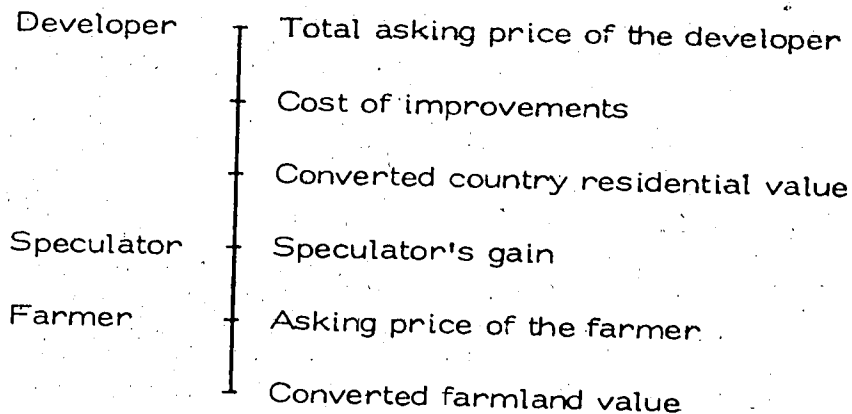 Developer Total asking price of the developer
Cost of improvements
Converted country residential value
Speculator Speculator's gain
Farmer Asking price of the farmer
Converted farmland value